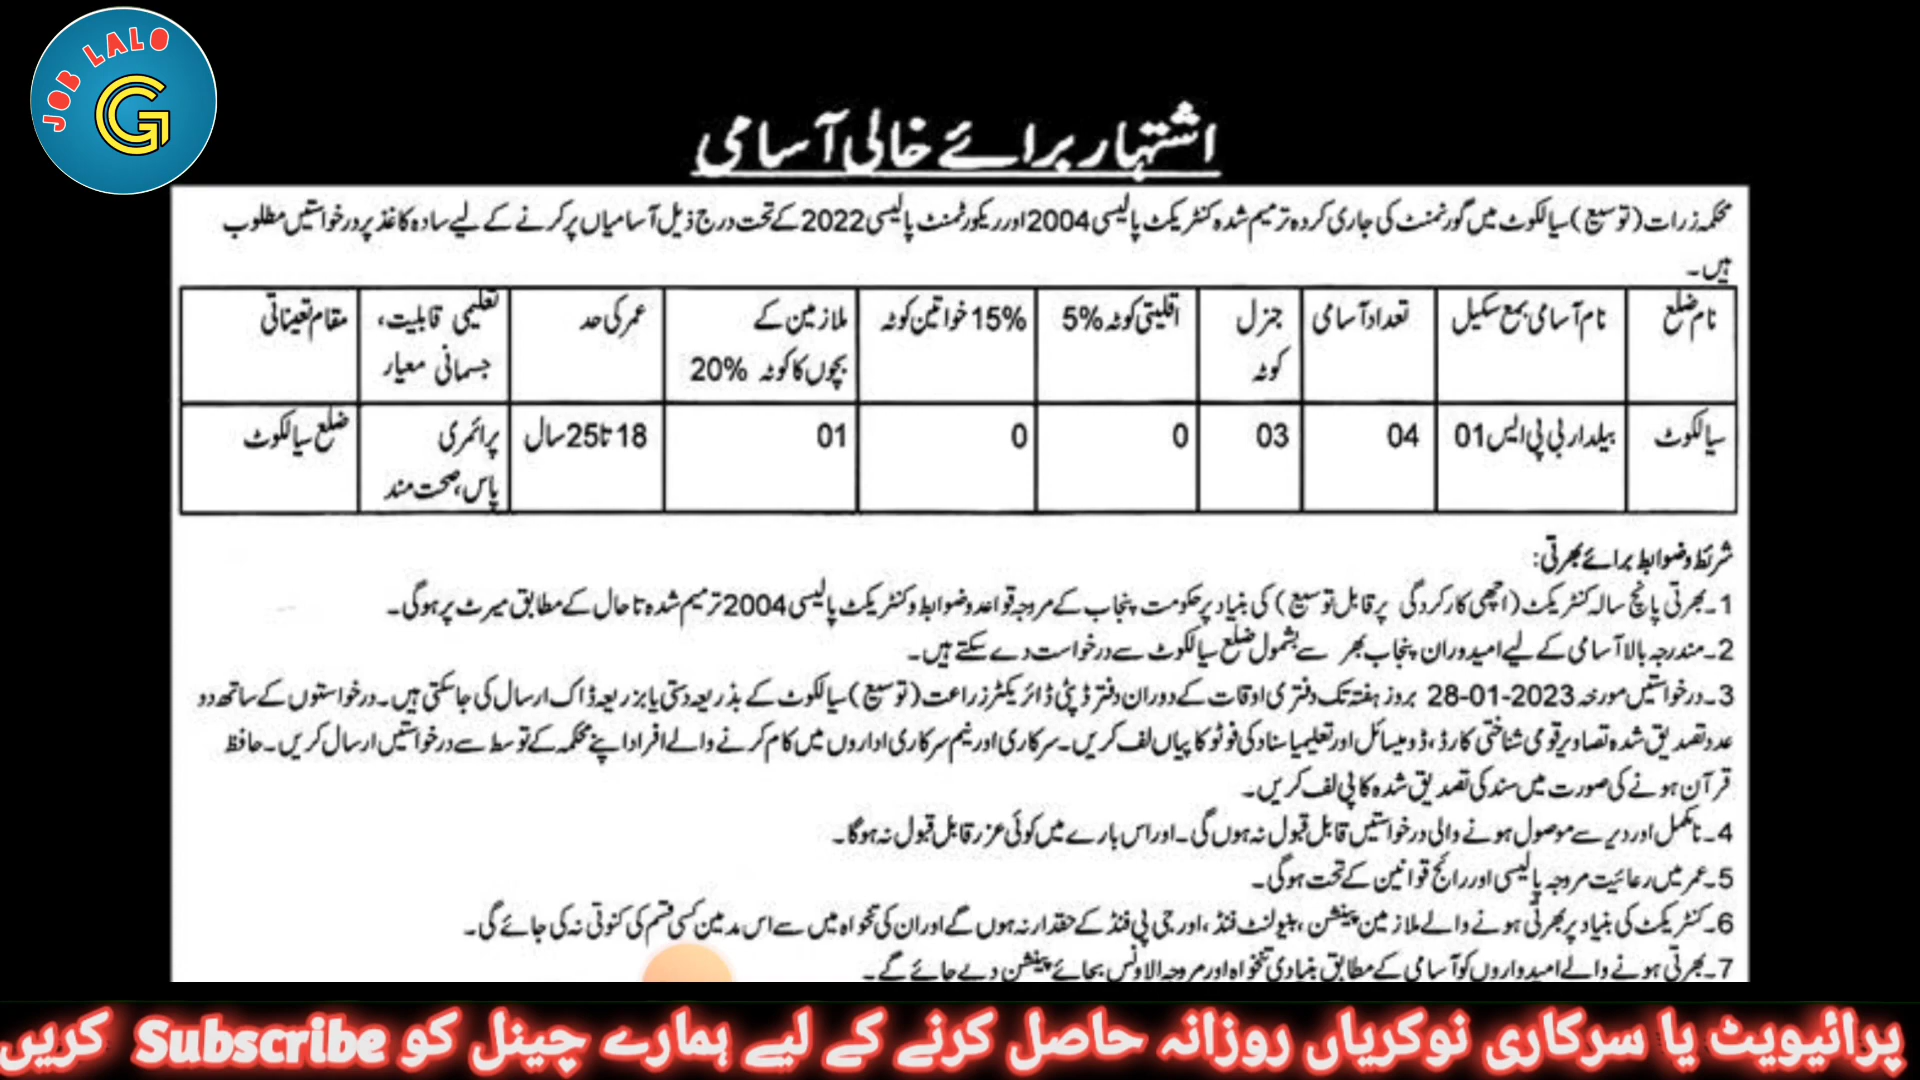 JOB LALO
G
اشتہار برائے خالی آسامی
محکمہ زرات (توسیع) سیالکوٹ میں گورنمنٹ کی جاری کردہ ترمیم شدہ کنٹریکٹ پالیسی 2004 اور ریکورٹمنٹ پالیسی 2022 کے تحت درج ذیل آسامیاں پر کرنے کے لیے سادہ کاغذ پر درخواستیں مطلوب
ہیں۔
نام ضلع | نام آسامی بمع سکیل | تعداد آسامی | جنرل کوٹہ | اقلیتی کوٹہ 5% | 15% خواتین کوٹہ | ملازمین کے بچوں کا کوٹہ 20% | عمر کی حد | تعلیمی قابلیت، جسمانی معیار | مقام تعیناتی
سیالکوٹ | بیلدار بی پی ایس 01 | 04 | 03 | 0 | 0 | 01 | 18 تا 25 سال | پرائمری پاس، صحت مند | ضلع سیالکوٹ
شرئط وضوابط برائے بھرتی:
1۔ بھرتی پانچ سالہ کنٹریکٹ (اچھی کارکردگی پر قابل توسیع) کی بنیاد پر حکومت پنجاب کے مروجہ قواعد وضوابط و کنٹریکٹ پالیسی 2004 ترمیم شدہ تا حال کے مطابق میرٹ پر ہوگی۔
2۔ مندرجہ بالا آسامی کے لیے امیدوران پنجاب بھر سے بشمول ضلع سیالکوٹ سے درخواست دے سکتے ہیں۔
3۔ درخواستیں مورخہ 2023-01-28 بروز ہفتہ تک دفتری اوقات کے دوران دفتر ڈپٹی ڈائریکٹر زراعت (توسیع) سیالکوٹ کے بذریعہ دستی یا بزریعہ ڈاک ارسال کی جاسکتی ہیں۔ درخواستوں کے ساتھ دو
عدد تصدیق شدہ تصاویر قومی شناختی کارڈ، ڈومیسائل اور تعلیمیا سناد کی فوٹو کاپیاں لف کریں۔ سرکاری اور نیم سرکاری اداروں میں کام کرنے والے افراد اپنے محکمہ کے توسط سے درخواستیں ارسال کریں۔ حافظ
قرآن ہونے کی صورت میں سند کی تصدیق شدہ کاپی لف کریں۔
4۔ نامکمل اور دیر سے موصول ہونے والی درخواستیں قابل قبول نہ ہوں گی۔ اور اس بارے میں کوئی عزر قابل قبول نہ ہوگا۔
5۔ عمر میں رعائیت مروجہ پالیسی اور رائج قوانین کے تحت ہوگی۔
6۔ کنٹریکٹ کی بنیاد پر بھرتی ہونے والے ملازمین پینشن، بینولنٹ فنڈ، اور جی پی فنڈ کے حقدار نہ ہوں گے اور ان کی تنخواہ میں سے اس مد مین کسی قسم کی کٹوتی نہ کی جائے گی۔
7۔ بھرتی ہونے والے امیدواروں کو آسامی کے مطابق بنیادی تنخواہ اور مروجہ الاونس بجائے پینشن دیے جائے گے۔
پرائیویٹ یا سرکاری نوکریاں روزانہ حاصل کرنے کے لیے ہمارے چینل کو Subscribe کریں